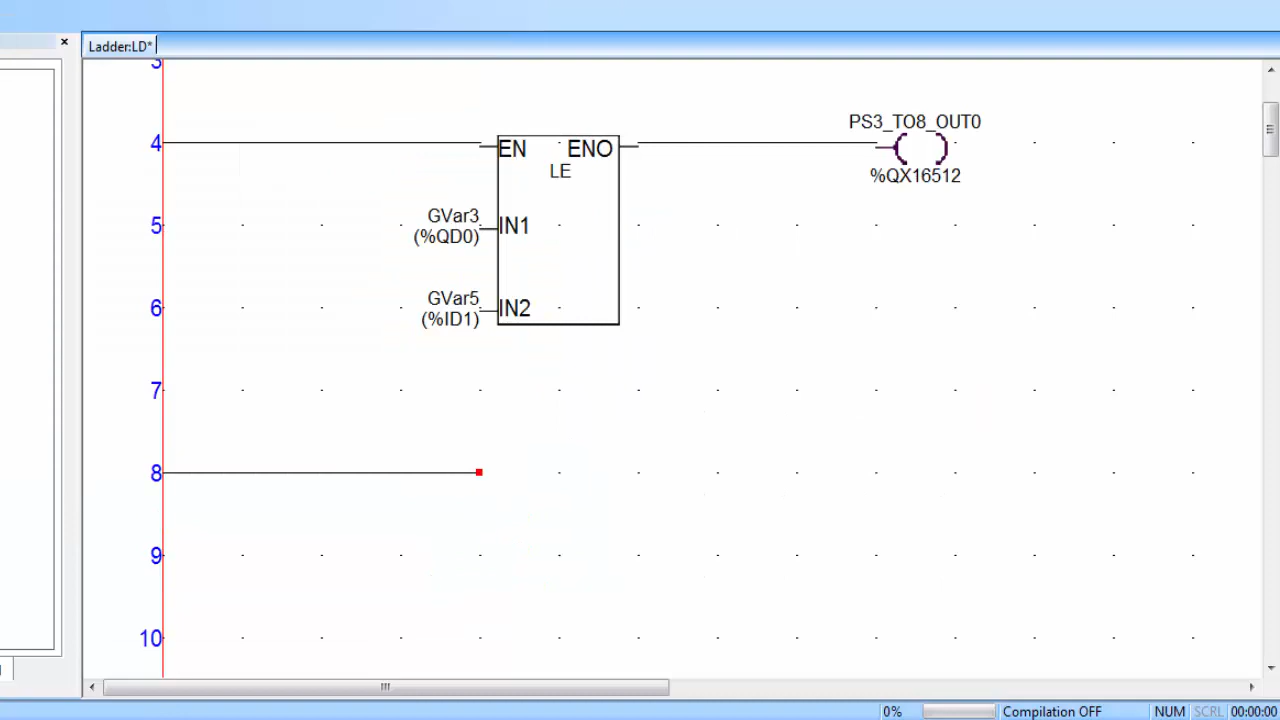 Ladder:LD*
3
4
EN ENO
LE
PS3_TO8_OUT0
%QX16512
5
GVar3
(%QD0)
IN1
6
GVar5
(%ID1)
IN2
7
8
9
10
0% Compilation OFF NUM SCRL 00:00:00